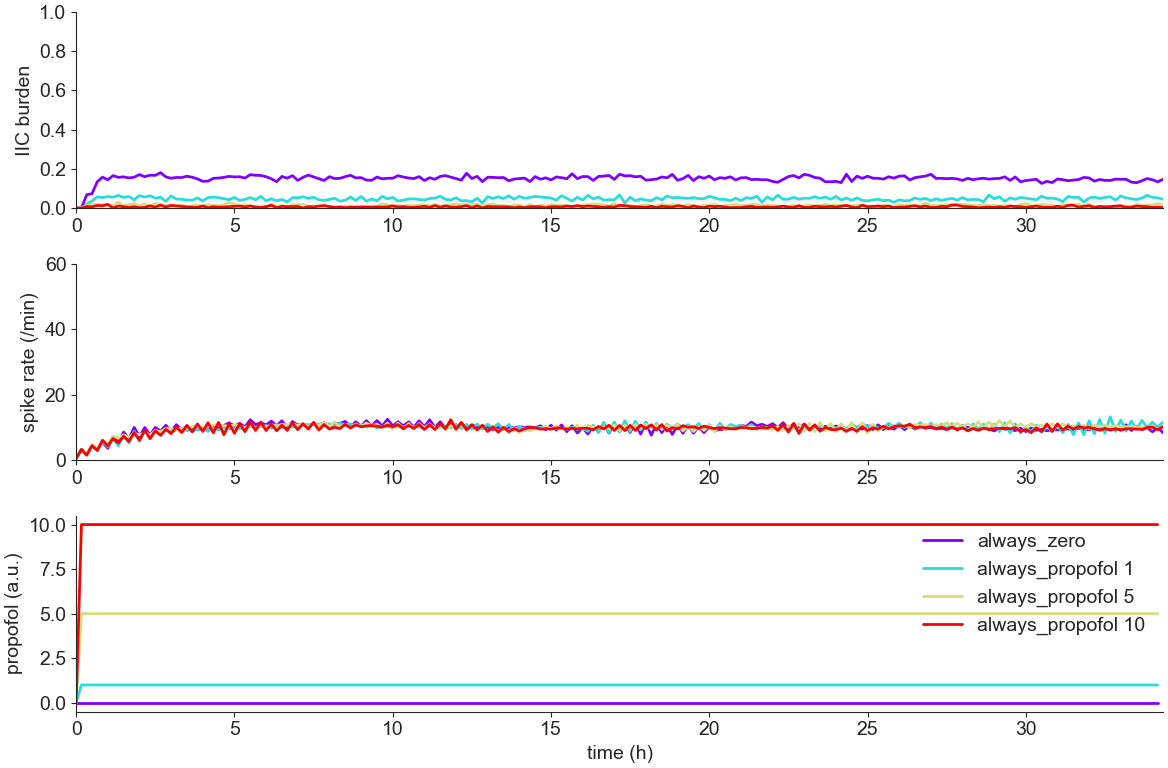 IIC burden
1.0
0.8
0.6
0.4
0.2
0.0
0 5 10 15 20 25 30
spike rate (/min)
60
40
20
0
0 5 10 15 20 25 30
propofol (a.u.)
10.0
7.5
5.0
2.5
0.0
always_zero
always_propofol 1
always_propofol 5
always_propofol 10
0 5 10 15 20 25 30
time (h)